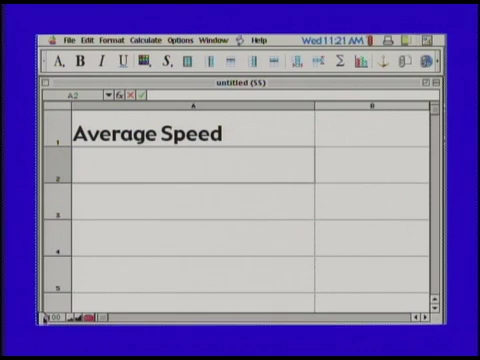 File Edit Format Calculate Options Window Help Wed 11:21 AM
A B I U S Σ
untitled (SS)
A2 fx
A B
1 Average Speed
2
3
4
5
100